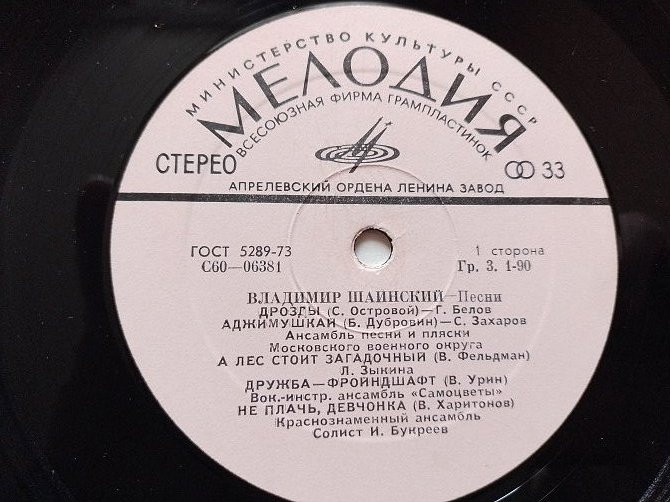 МИНИСТЕРСТВО КУЛЬТУРЫ СССР
МЕЛОДИЯ
ВСЕСОЮЗНАЯ ФИРМА ГРАМПЛАСТИНОК
СТЕРЕО
33
АПРЕЛЕВСКИЙ ОРДЕНА ЛЕНИНА ЗАВОД
ГОСТ 5289-73
1 сторона
С60—06381
Гр. 3. 1-90
ВЛАДИМИР ШАИНСКИЙ—Песни
ДРОЗДЫ (С. Островой)— Г. Белов
АДЖИМУШКАЙ (Б. Дубровин)—С. Захаров
Ансамбль песни и пляски
Московского военного округа
А ЛЕС СТОИТ ЗАГАДОЧНЫЙ (В. Фельдман)
Л. Зыкина
ДРУЖБА—ФРОЙНДШАФТ (В. Урин)
Вок.-инстр. ансамбль «Самоцветы»
НЕ ПЛАЧЬ, ДЕВЧОНКА (В. Харитонов)
Краснознаменный ансамбль
Солист И. Букреев